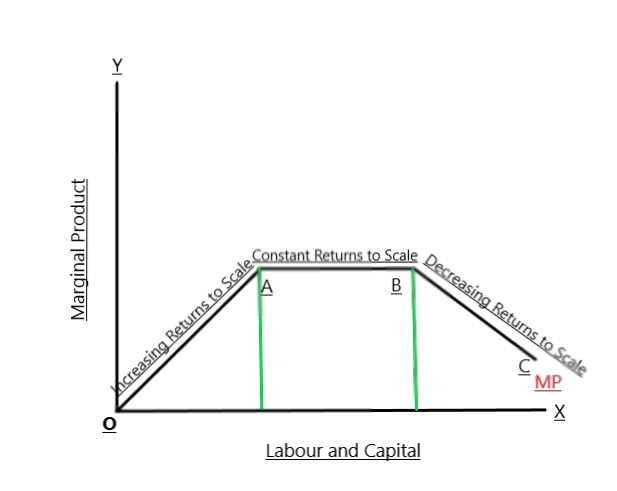 Y
Marginal Product
Increasing Returns to Scale
Constant Returns to Scale
Decreasing Returns to Scale
A
B
C
MP
O
X
Labour and Capital